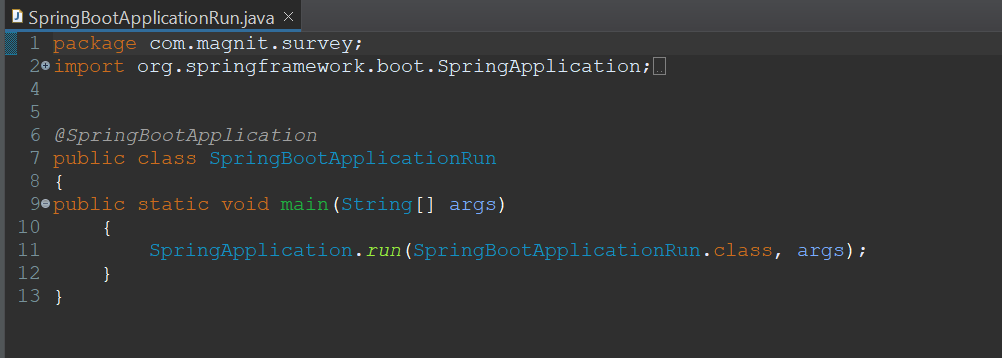 SpringBootApplicationRun.java
1 package com.magnit.survey;
2 import org.springframework.boot.SpringApplication;
4
5
6 @SpringBootApplication
7 public class SpringBootApplicationRun
8 {
9 public static void main(String[] args)
10 {
11 SpringApplication.run(SpringBootApplicationRun.class, args);
12 }
13 }